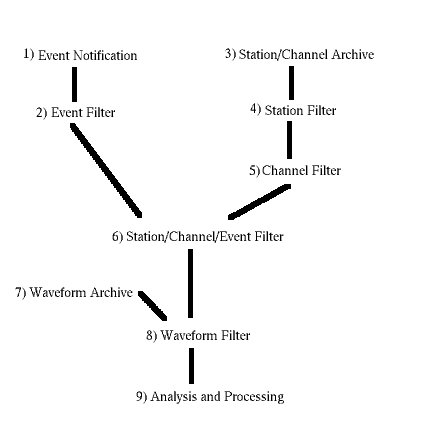 1) Event Notification
3) Station/Channel Archive
2) Event Filter
4) Station Filter
5) Channel Filter
6) Station/Channel/Event Filter
7) Waveform Archive
8) Waveform Filter
9) Analysis and Processing